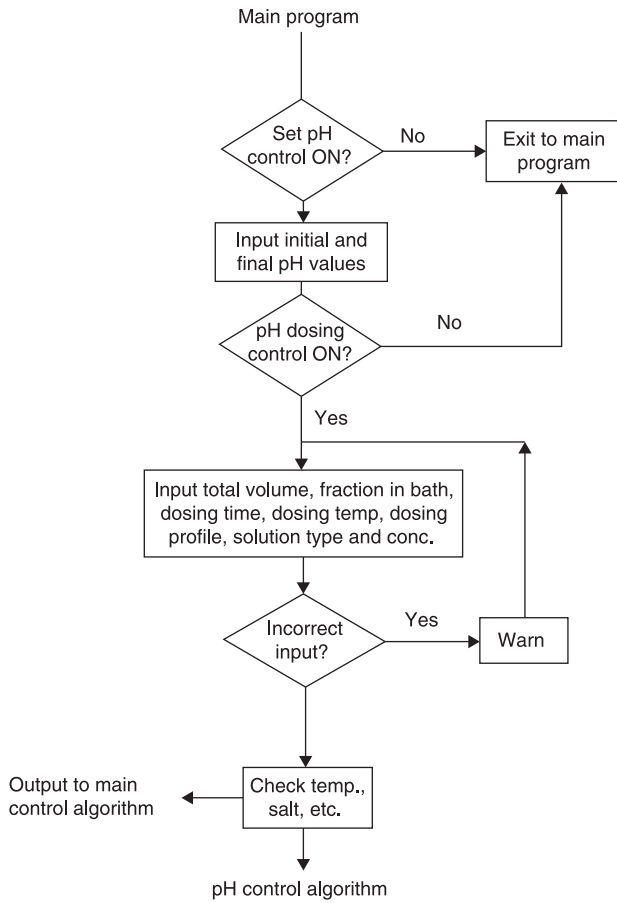 Main program
Set pH
control ON?
No
Exit to main
program
Input initial and
final pH values
pH dosing
control ON?
No
Yes
Input total volume, fraction in bath,
dosing time, dosing temp, dosing
profile, solution type and conc.
Incorrect
input?
Yes
Warn
Check temp.,
salt, etc.
Output to main
control algorithm
pH control algorithm